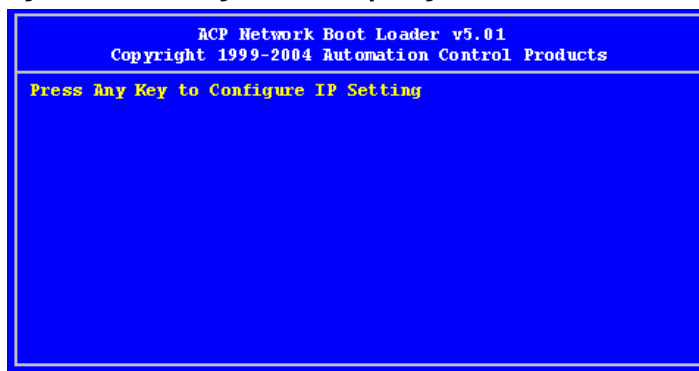 ACP Network Boot Loader v5.01
Copyright 1999-2004 Automation Control Products
Press Any Key to Configure IP Setting